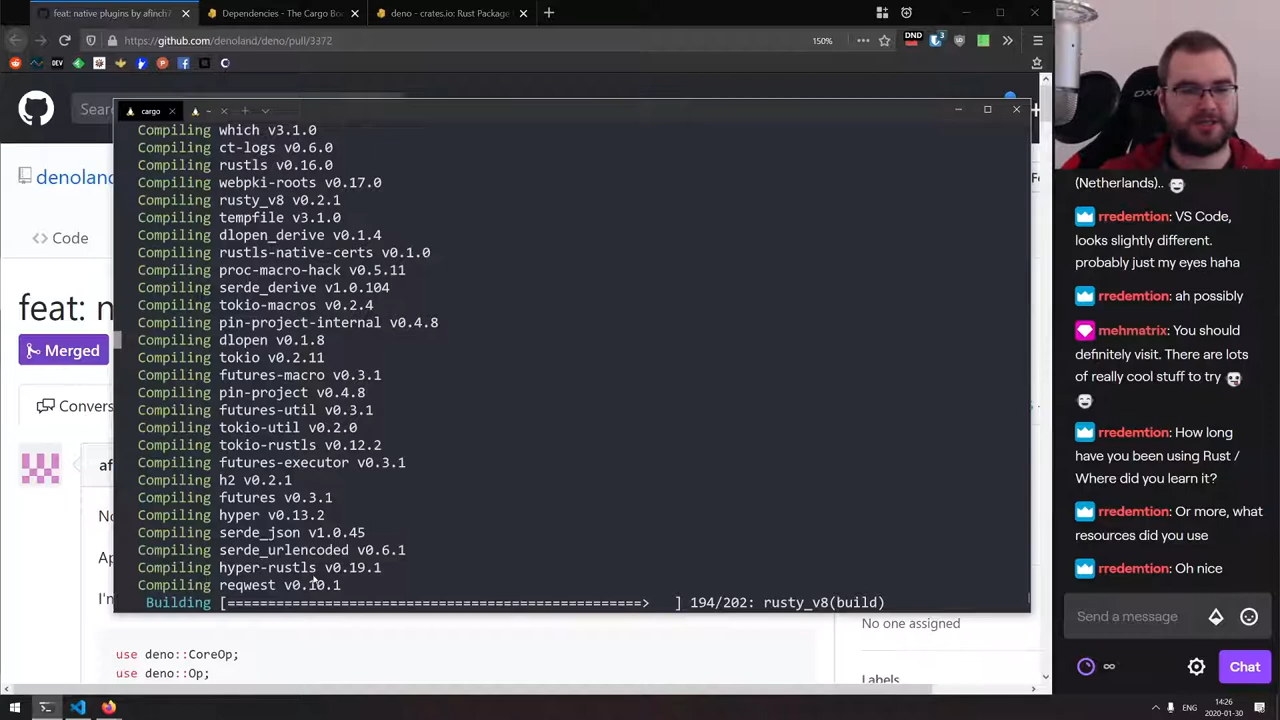 feat: native plugins by afinch7
Dependencies - The Cargo Boo
deno - crates.io: Rust Package
https://github.com/denoland/deno/pull/3372
150%
DND
3
DEV
Sear
denoland
<> Code
feat: n
Merged
Convers
af
No
Ap
I'm
use deno::CoreOp;
use deno::Op;
cargo
~
Compiling which v3.1.0
Compiling ct-logs v0.6.0
Compiling rustls v0.16.0
Compiling webpki-roots v0.17.0
Compiling rusty_v8 v0.2.1
Compiling tempfile v3.1.0
Compiling dlopen_derive v0.1.4
Compiling rustls-native-certs v0.1.0
Compiling proc-macro-hack v0.5.11
Compiling serde_derive v1.0.104
Compiling tokio-macros v0.2.4
Compiling pin-project-internal v0.4.8
Compiling dlopen v0.1.8
Compiling tokio v0.2.11
Compiling futures-macro v0.3.1
Compiling pin-project v0.4.8
Compiling futures-util v0.3.1
Compiling tokio-util v0.2.0
Compiling tokio-rustls v0.12.2
Compiling futures-executor v0.3.1
Compiling h2 v0.2.1
Compiling futures v0.3.1
Compiling hyper v0.13.2
Compiling serde_json v1.0.45
Compiling serde_urlencoded v0.6.1
Compiling hyper-rustls v0.19.1
Compiling reqwest v0.10.1
Building [===================================================>   ] 194/202: rusty_v8(build)
No one assigned
Labels
(Netherlands)..
rredemtion: VS Code,
looks slightly different.
probably just my eyes haha
rredemtion: ah possibly
mehmatrix: You should
definitely visit. There are lots
of really cool stuff to try
rredemtion: How long
have you been using Rust /
Where did you learn it?
rredemtion: Or more, what
resources did you use
rredemtion: Oh nice
Send a message
∞
Chat
ENG
14:26
2020-01-30